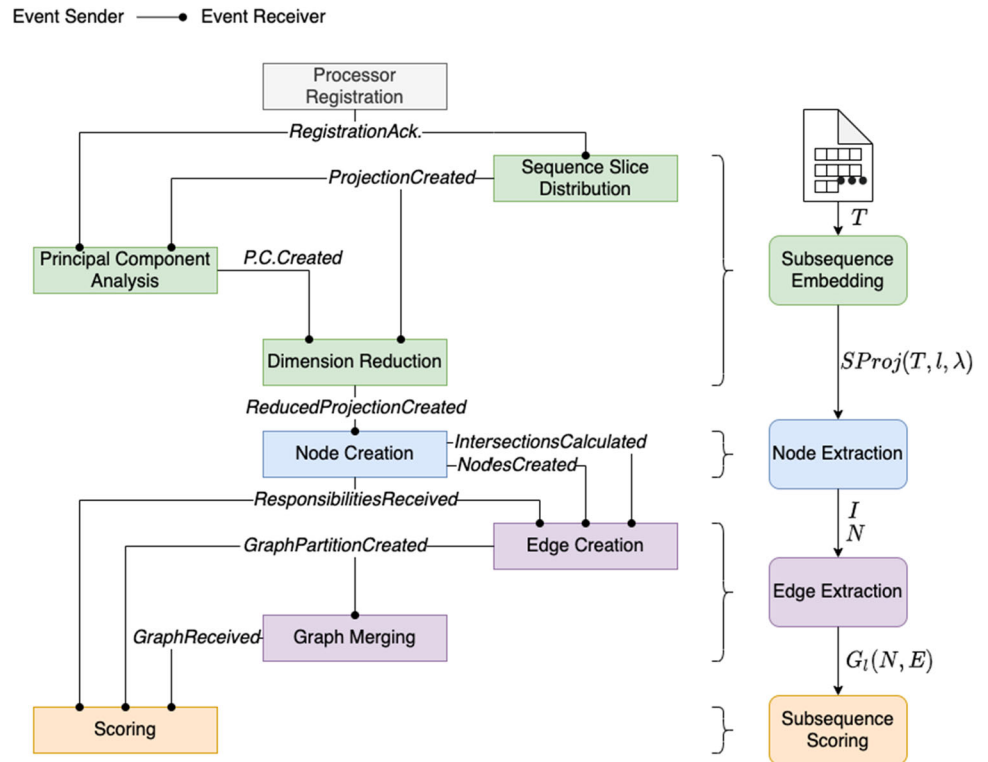 Event Sender
Event Receiver
Processor
Registration
RegistrationAck.
Sequence Slice
Distribution
ProjectionCreated
T
Principal Component
Analysis
P.C.Created
Subsequence
Embedding
Dimension Reduction
SProj(T, l, λ)
ReducedProjectionCreated
Node Creation
IntersectionsCalculated
NodesCreated
Node Extraction
ResponsibilitiesReceived
I
N
GraphPartitionCreated
Edge Creation
Edge Extraction
GraphReceived
Graph Merging
Gₗ(N, E)
Scoring
Subsequence
Scoring